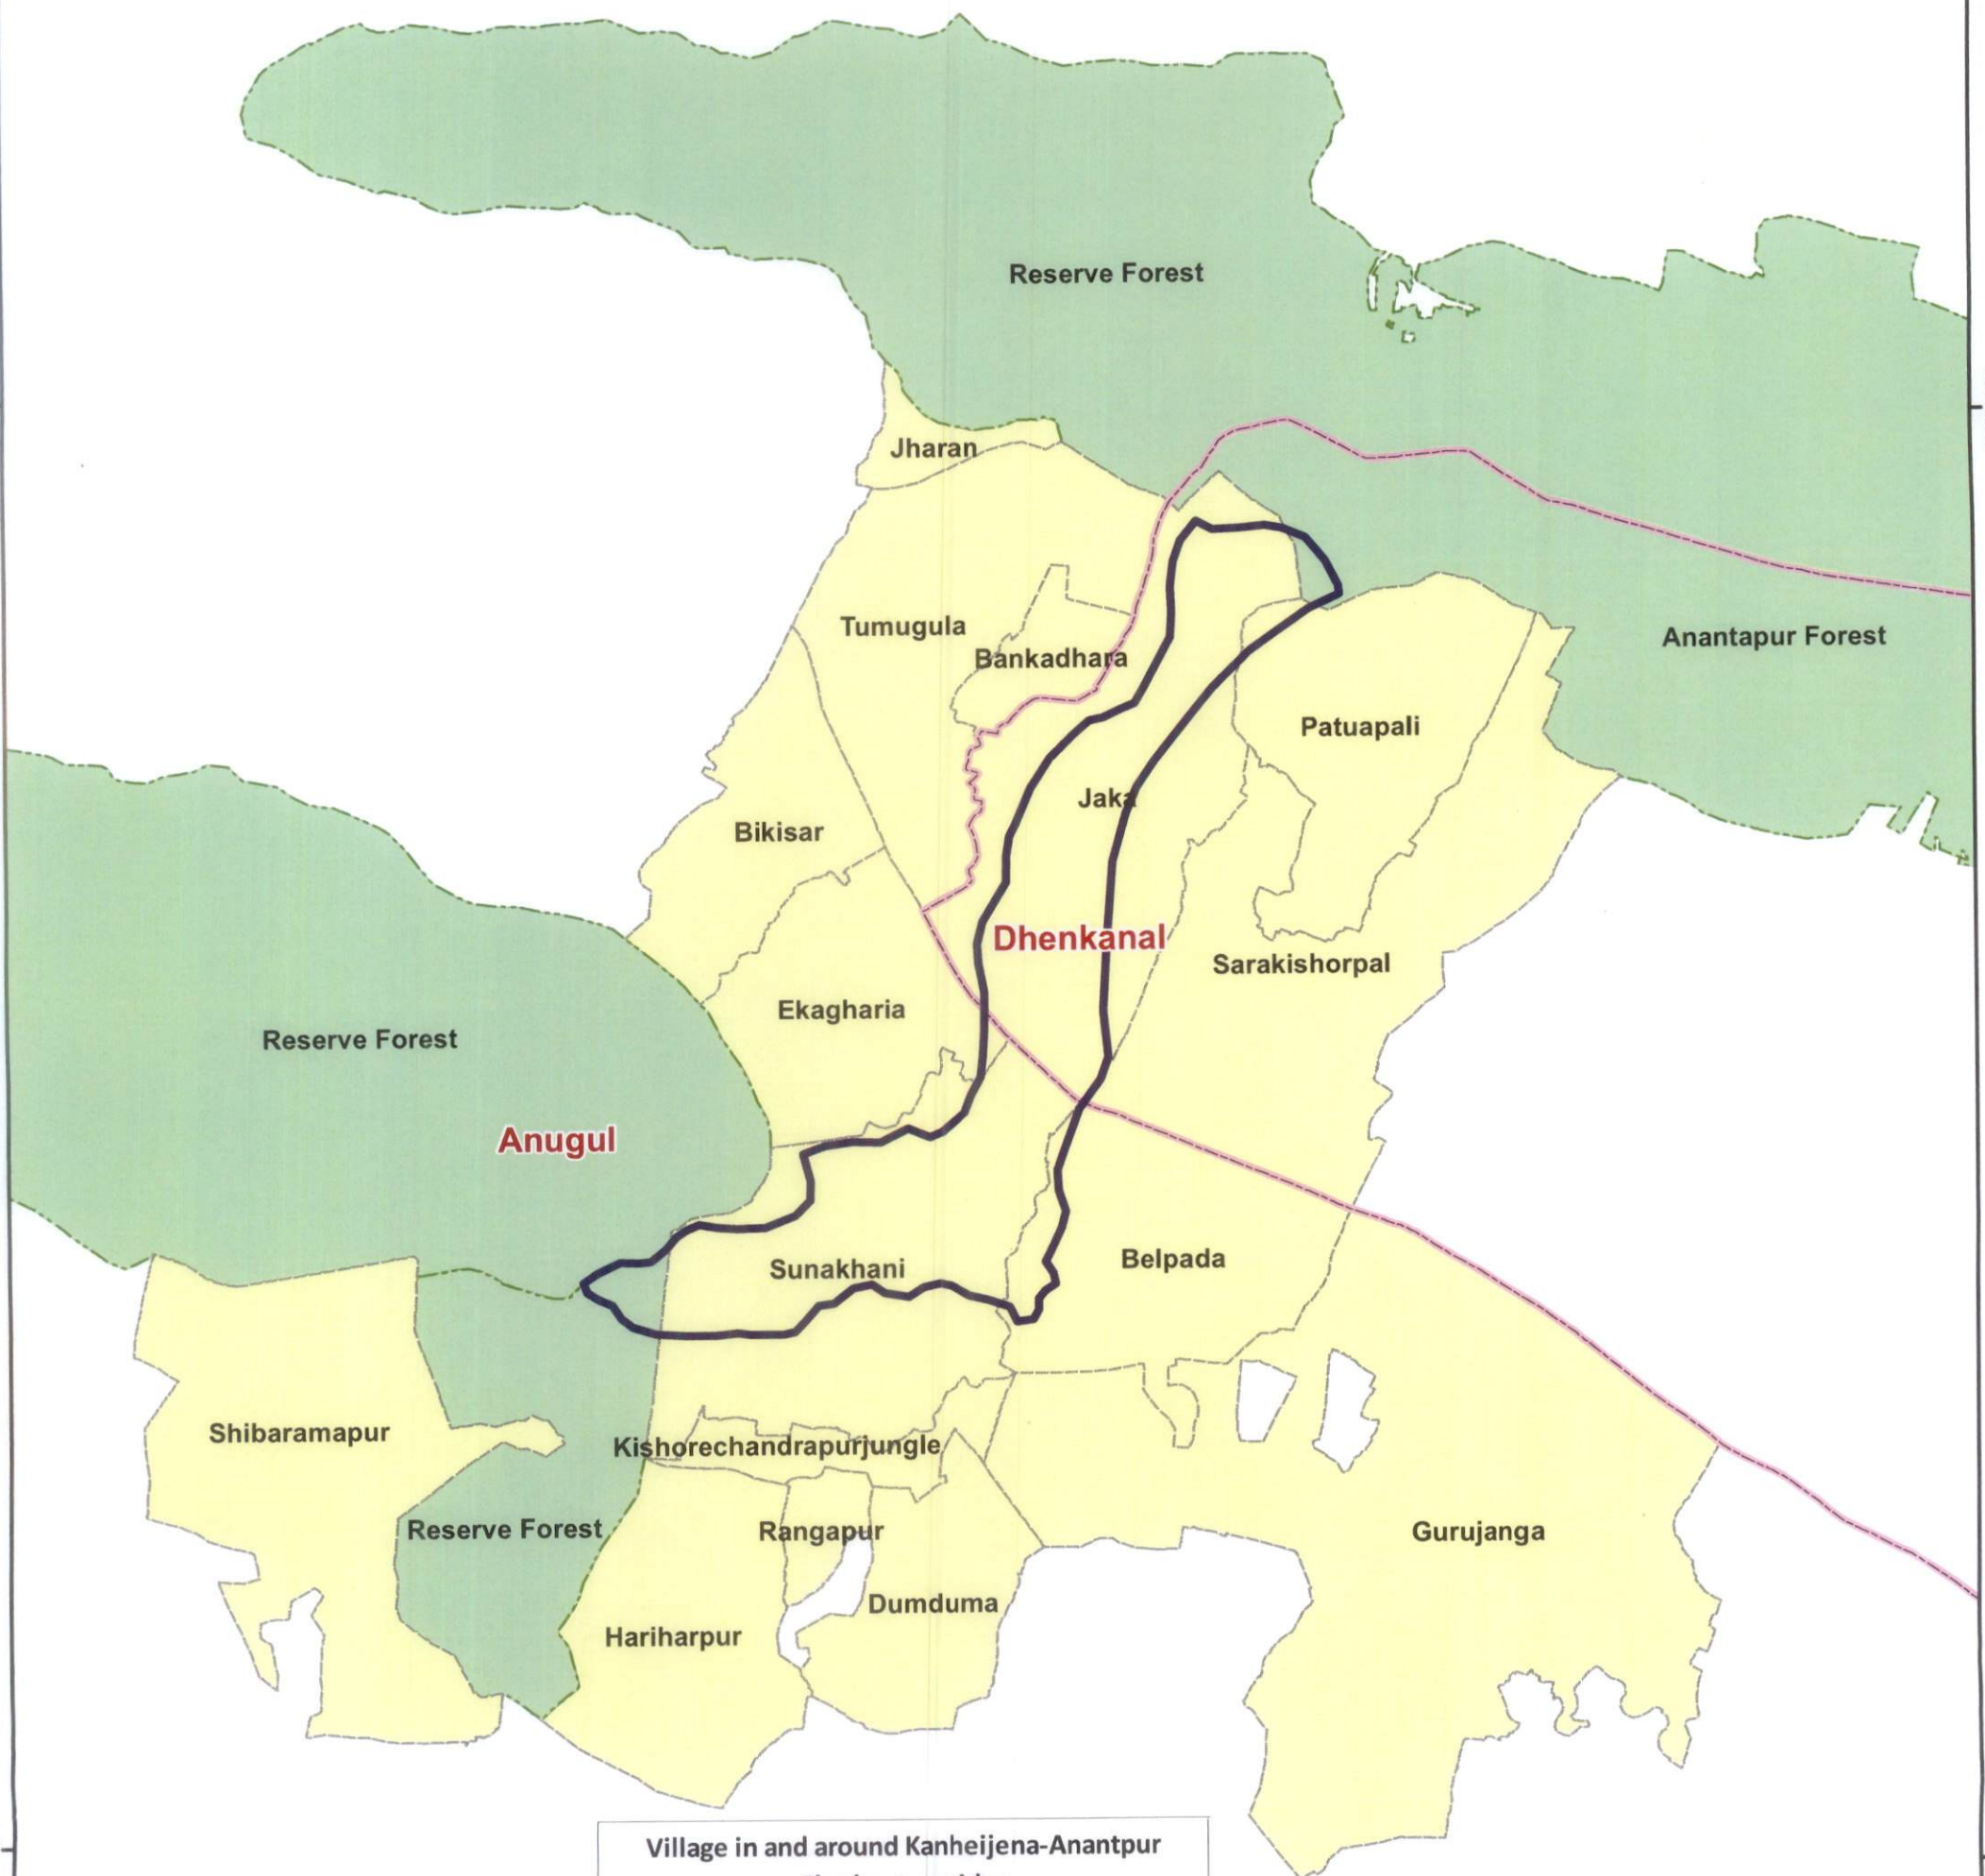 Reserve Forest
Jharan
Tumugula
Bankadhara
Anantapur Forest
Patuapali
Jaka
Bikisar
Dhenkanal
Sarakishorpal
Ekagharia
Reserve Forest
Anugul
Sunakhani
Belpada
Shibaramapur
Kishorechandrapurjungle
Reserve Forest
Rangapur
Gurujanga
Dumduma
Hariharpur
Village in and around Kanheijena-Anantpur